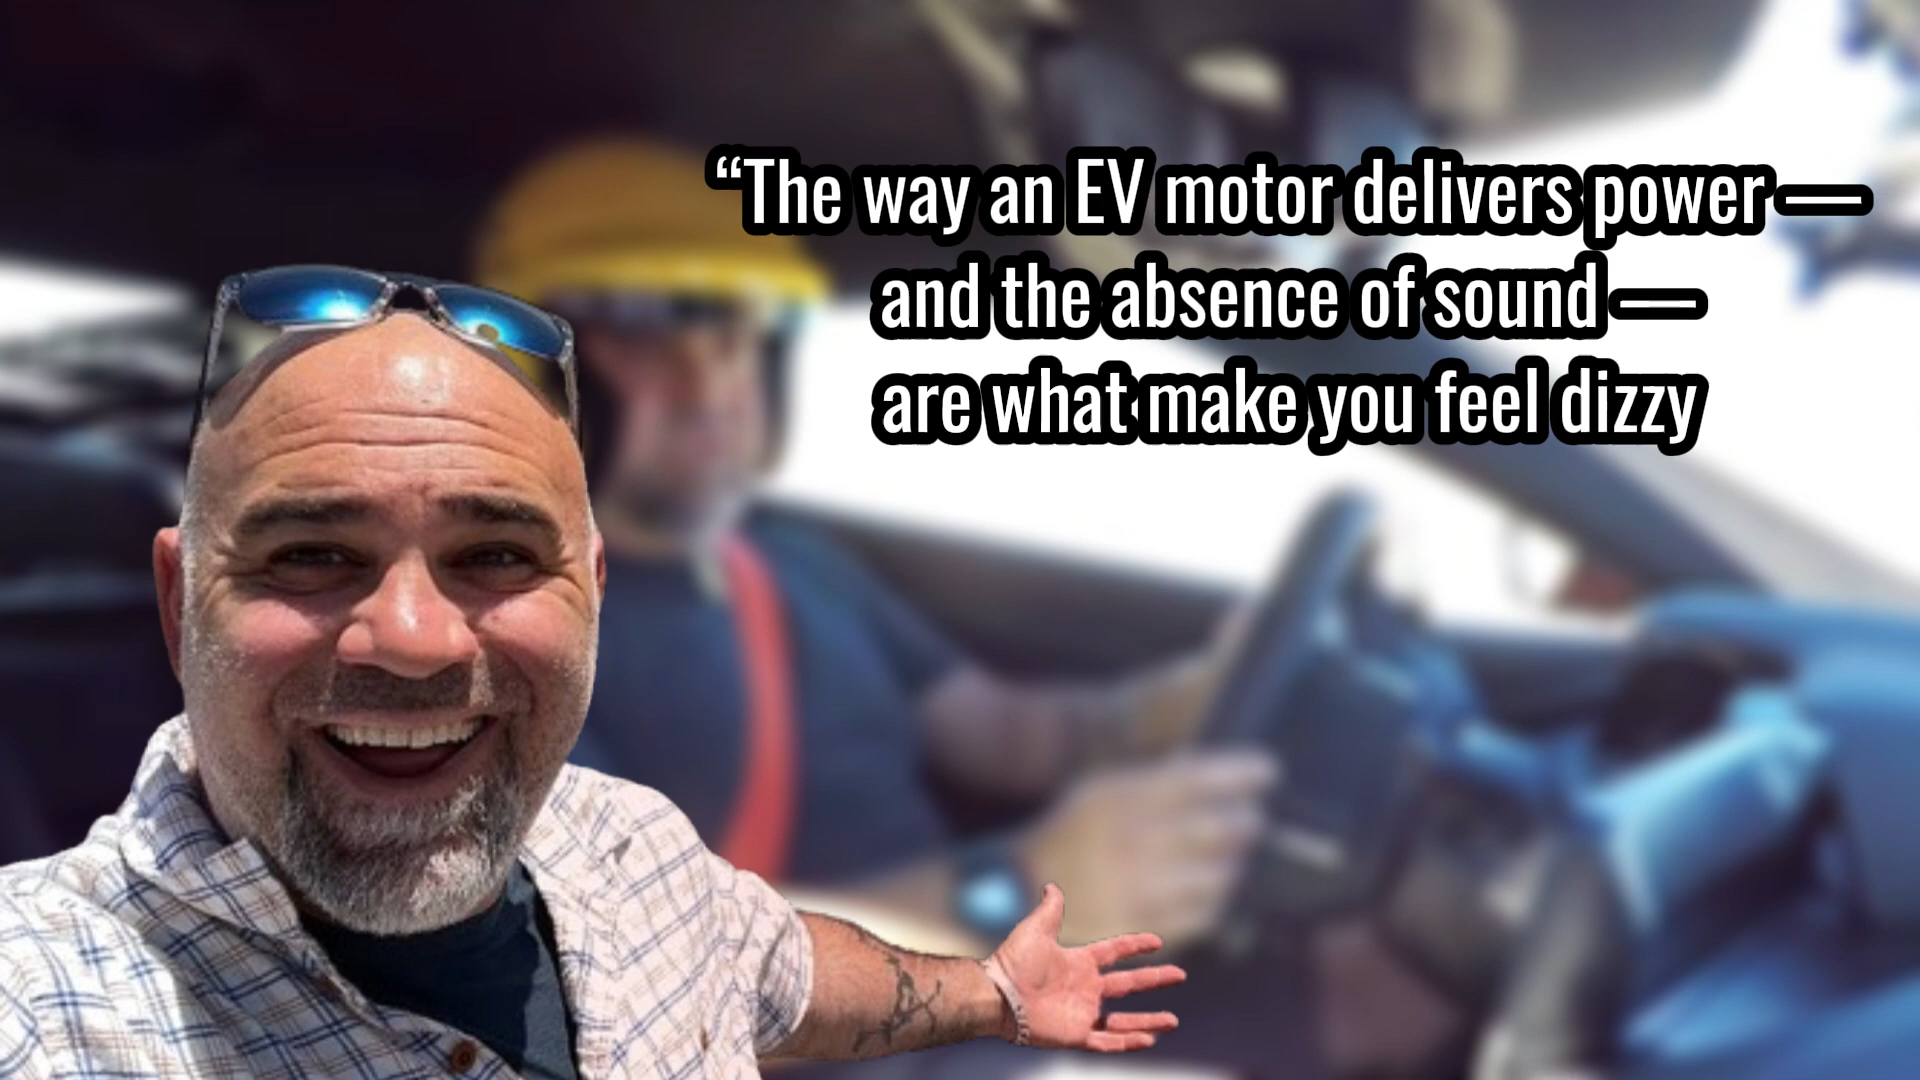 “The way an EV motor delivers power —
and the absence of sound —
are what make you feel dizzy